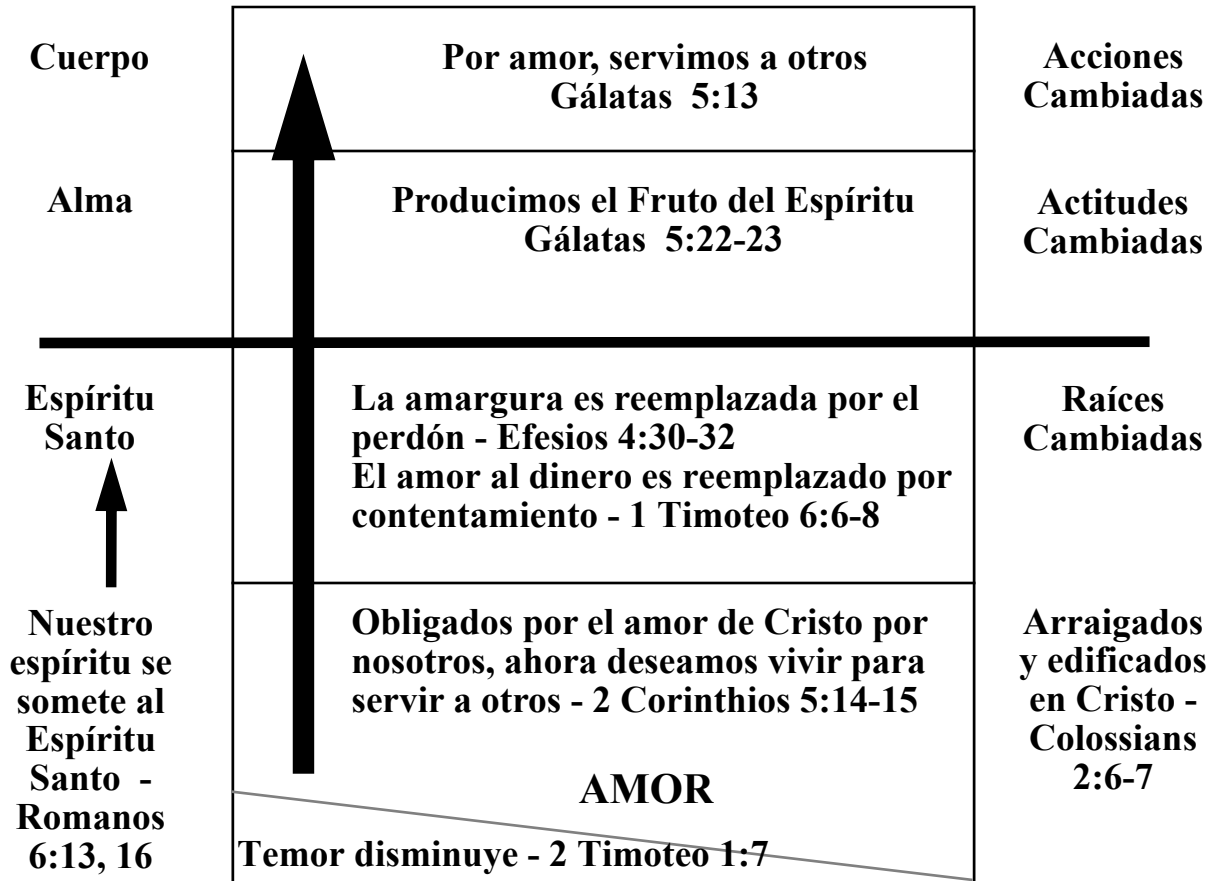 Cuerpo
Por amor, servimos a otros
Gálatas 5:13
Acciones
Cambiadas
Alma
Producimos el Fruto del Espíritu
Gálatas 5:22-23
Actitudes
Cambiadas
Espíritu
Santo
La amargura es reemplazada por el
perdón - Efesios 4:30-32
El amor al dinero es reemplazado por
contentamiento - 1 Timoteo 6:6-8
Raíces
Cambiadas
Nuestro
espíritu se
somete al
Espíritu
Santo -
Romanos
6:13, 16
Obligados por el amor de Cristo por
nosotros, ahora deseamos vivir para
servir a otros - 2 Corinthios 5:14-15
AMOR
Temor disminuye - 2 Timoteo 1:7
Arraigados
y edificados
en Cristo -
Colossians
2:6-7